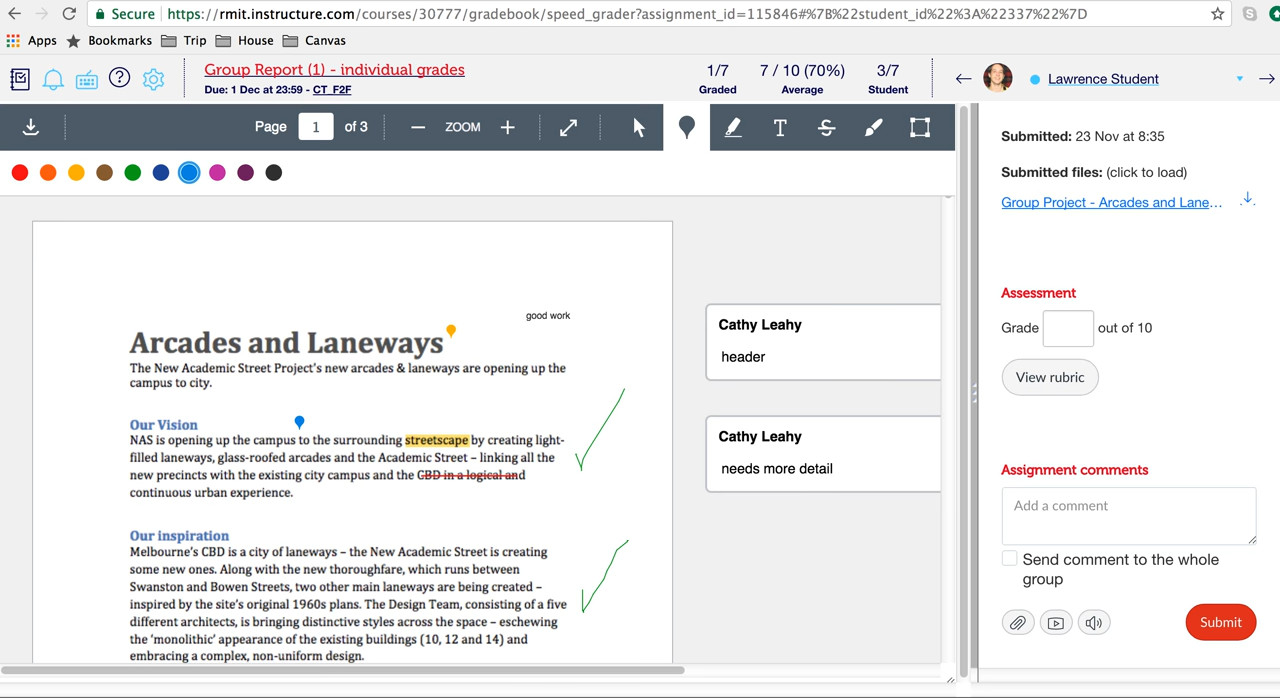 Secure https://rmit.instructure.com/courses/30777/gradebook/speed_grader?assignment_id=115846#%7B%22student_id%22%3A%22337%22%7D
Apps Bookmarks Trip House Canvas
Group Report (1) - individual grades
Due: 1 Dec at 23:59 - CT_F2F
1/7
Graded
7 / 10 (70%)
Average
3/7
Student
Lawrence Student
Page 1 of 3
ZOOM
T
S
good work
Arcades and Laneways
The New Academic Street Project's new arcades & laneways are opening up the
campus to city.
Our Vision
NAS is opening up the campus to the surrounding streetscape by creating light-
filled laneways, glass-roofed arcades and the Academic Street – linking all the
new precincts with the existing city campus and the CBD in a logical and
continuous urban experience.
Our inspiration
Melbourne's CBD is a city of laneways – the New Academic Street is creating
some new ones. Along with the new thoroughfare, which runs between
Swanston and Bowen Streets, two other main laneways are being created –
inspired by the site's original 1960s plans. The Design Team, consisting of a five
different architects, is bringing distinctive styles across the space – eschewing
the 'monolithic' appearance of the existing buildings (10, 12 and 14) and
embracing a complex, non-uniform design.
Cathy Leahy
header
Cathy Leahy
needs more detail
Submitted: 23 Nov at 8:35
Submitted files: (click to load)
Group Project - Arcades and Lane...
Assessment
Grade out of 10
View rubric
Assignment comments
Add a comment
Send comment to the whole
group
Submit